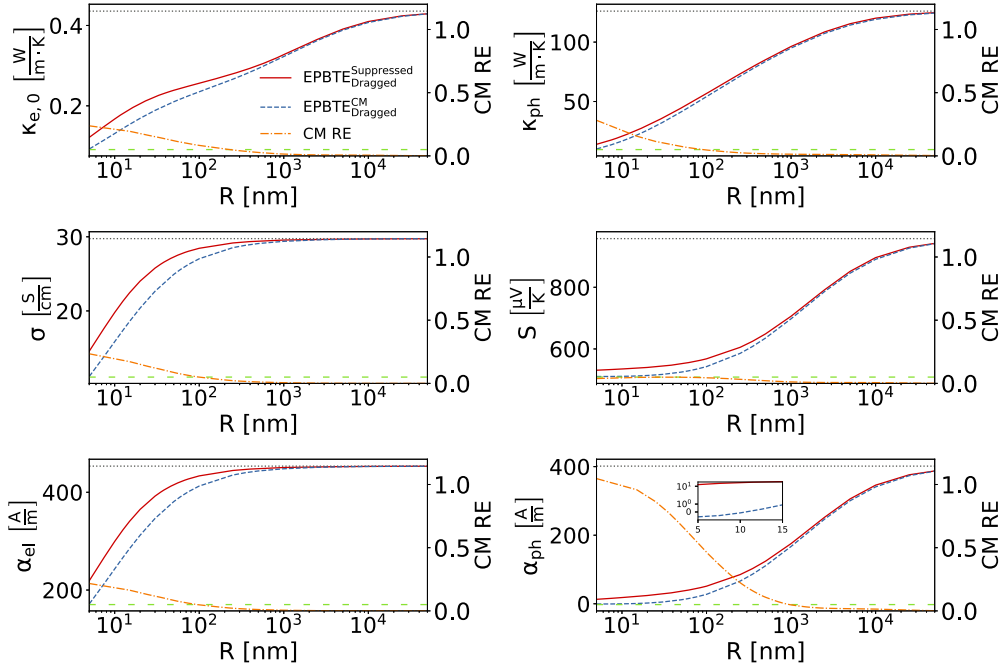 κe, 0 [W/m·K]
0.4
0.2
EPBTE Suppressed Dragged
EPBTE CM Dragged
CM RE
1.0
0.5
0.0
CM RE
10^1 10^2 10^3 10^4
R [nm]
κph [W/m·K]
100
50
1.0
0.5
0.0
CM RE
10^1 10^2 10^3 10^4
R [nm]
σ [S/cm]
30
20
1.0
0.5
0.0
CM RE
10^1 10^2 10^3 10^4
R [nm]
S [μV/K]
800
600
1.0
0.5
0.0
CM RE
10^1 10^2 10^3 10^4
R [nm]
αel [A/m]
400
200
1.0
0.5
0.0
CM RE
10^1 10^2 10^3 10^4
R [nm]
αph [A/m]
400
200
0
10^1
10^0
0
5 10 15
1.0
0.5
0.0
CM RE
10^1 10^2 10^3 10^4
R [nm]